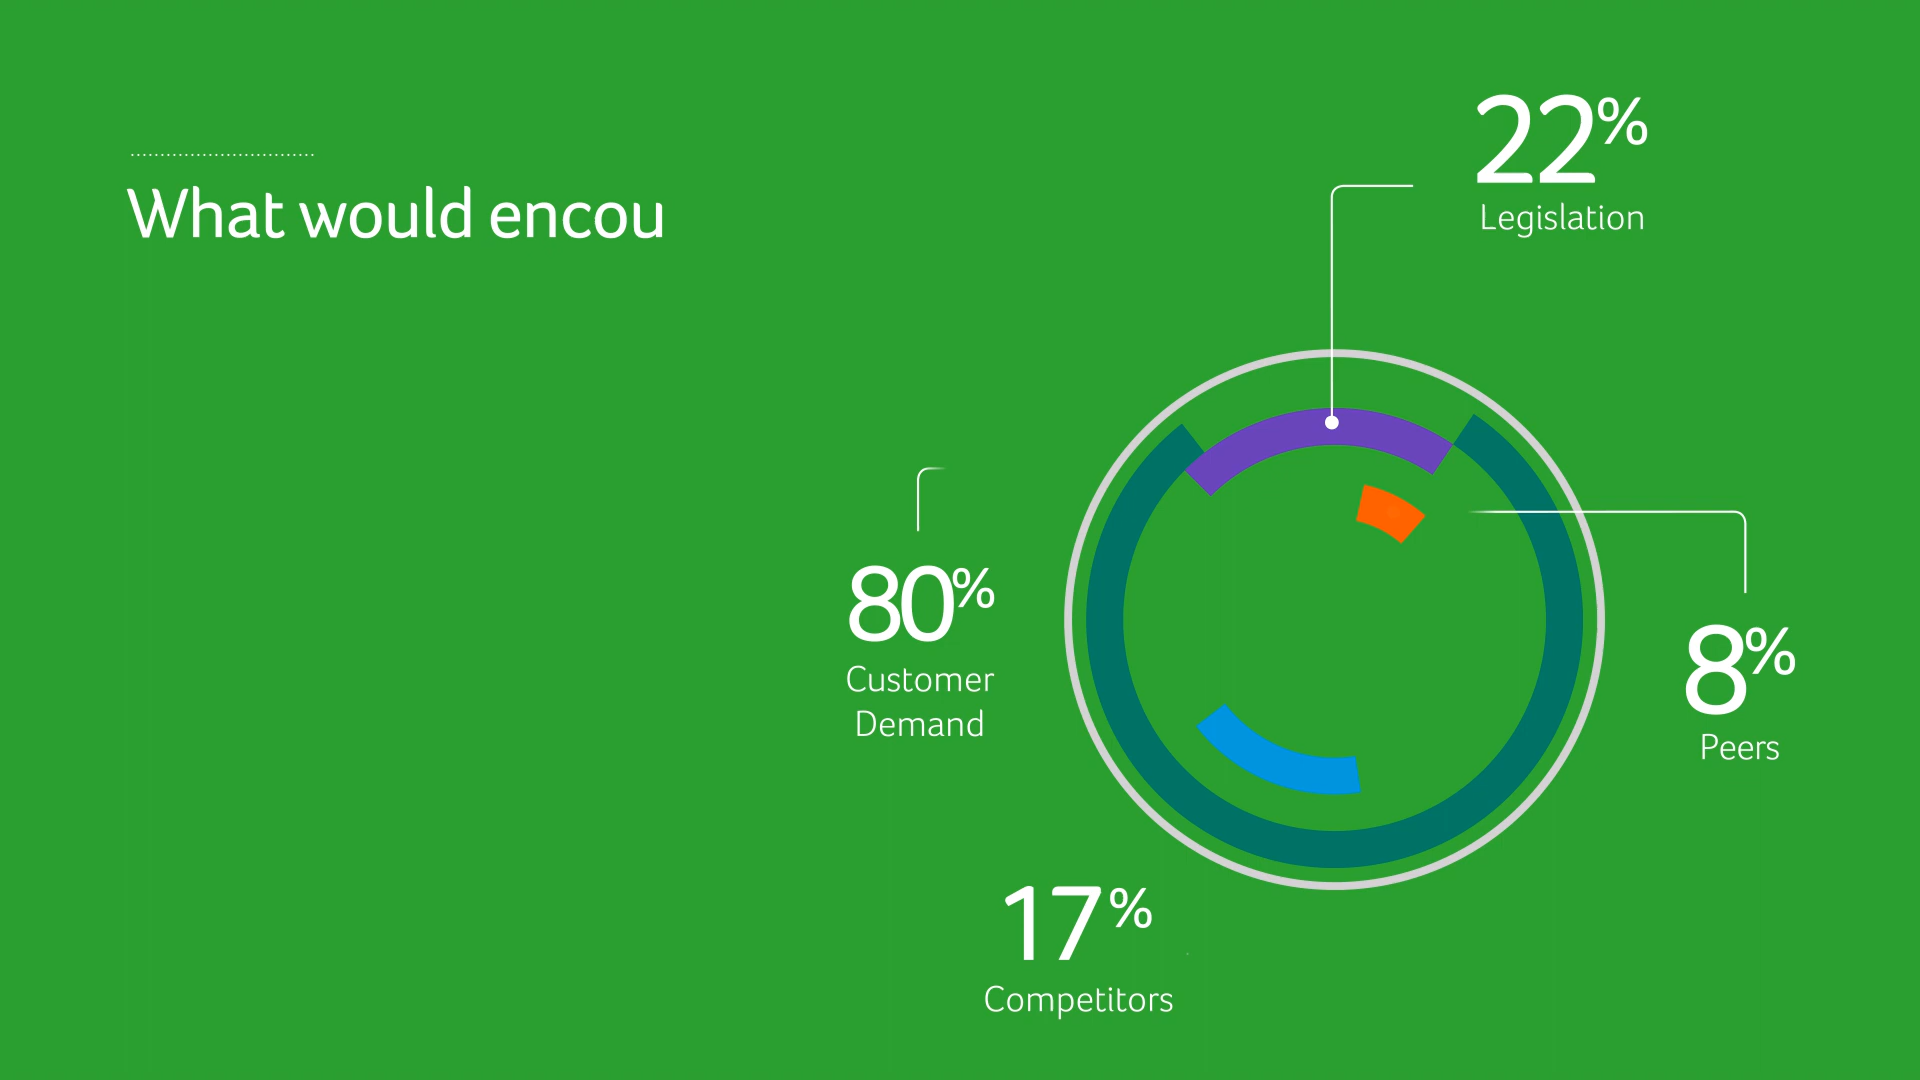 What would encou
22%
Legislation
80%
Customer
Demand
8%
Peers
17%
Competitors